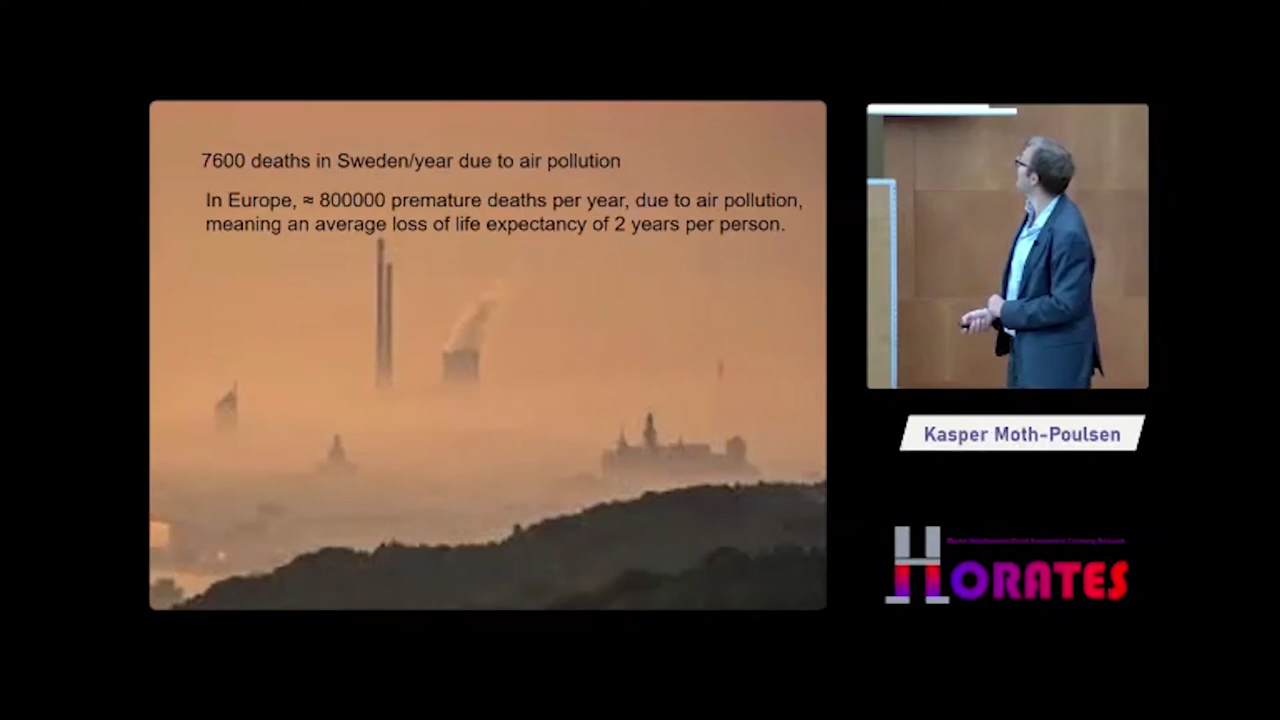 7600 deaths in Sweden/year due to air pollution
In Europe, ≈ 800000 premature deaths per year, due to air pollution,
meaning an average loss of life expectancy of 2 years per person.
Kasper Moth-Poulsen
HORATES